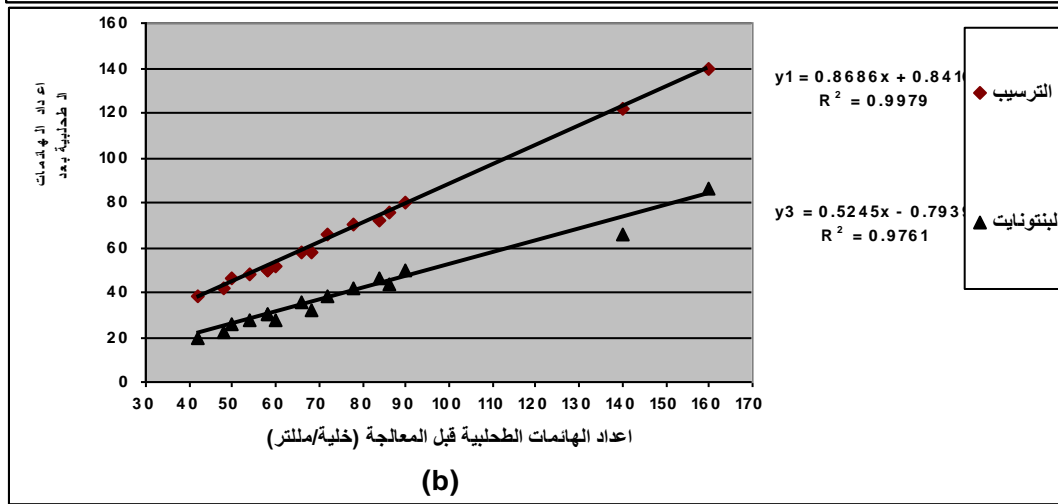 160
140
120
100
80
60
40
20
0
اعداد الهائمات
الطحلبية بعد
30 40 50 60 70 80 90 100 110 120 130 140 150 160 170
اعداد الهائمات الطحلبية قبل المعالجة (خلية/مللتر)
(b)
y1 = 0.8686x + 0.841
R² = 0.9979
y3 = 0.5245x - 0.793
R² = 0.9761
الترسيب
لبنتونايت